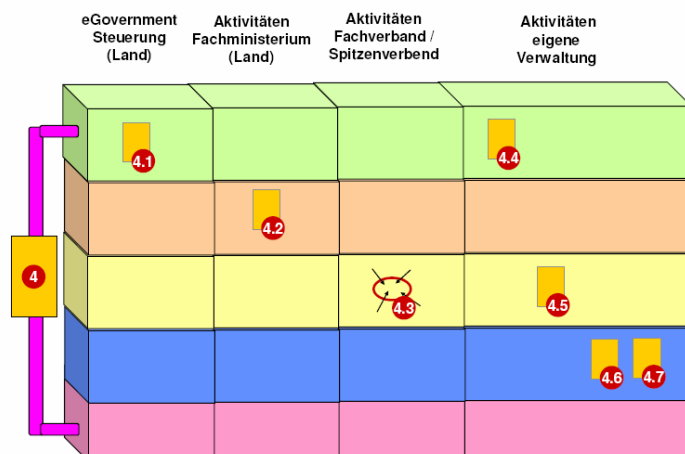 eGovernment
Steuerung
(Land)
Aktivitäten
Fachministerium
(Land)
Aktivitäten
Fachverband /
Spitzenverbend
Aktivitäten
eigene
Verwaltung
4.1
4.4
4.2
4
4.3
4.5
4.6
4.7